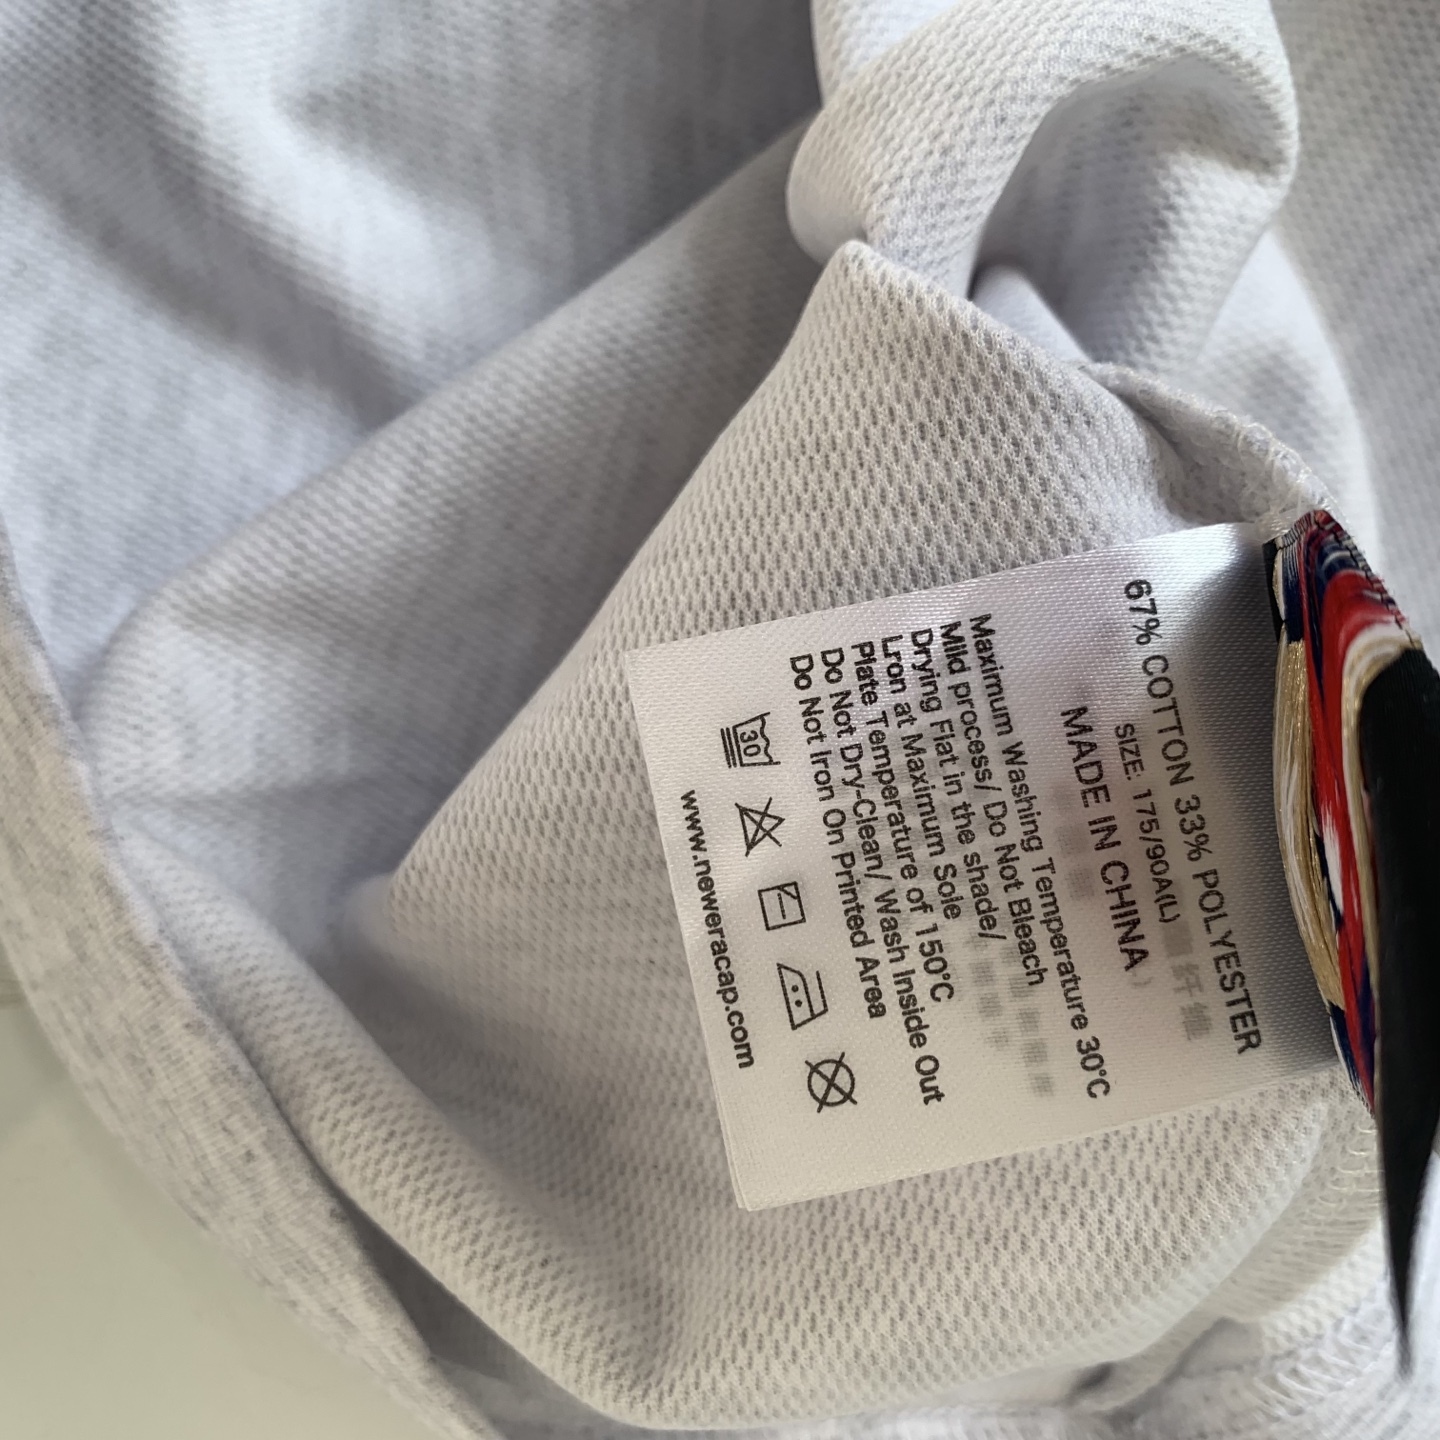 67% COTTON 33% POLYESTER
SIZE: 175/90A(L)
MADE IN CHINA
Maximum Washing Temperature 30°C
Mild process/ Do Not Bleach
Drying Flat in the shade/
Lron at Maximum Sole
Plate Temperature of 150°C
Do Not Dry-Clean/ Wash Inside Out
Do Not Iron On Printed Area
30
www.neweracap.com